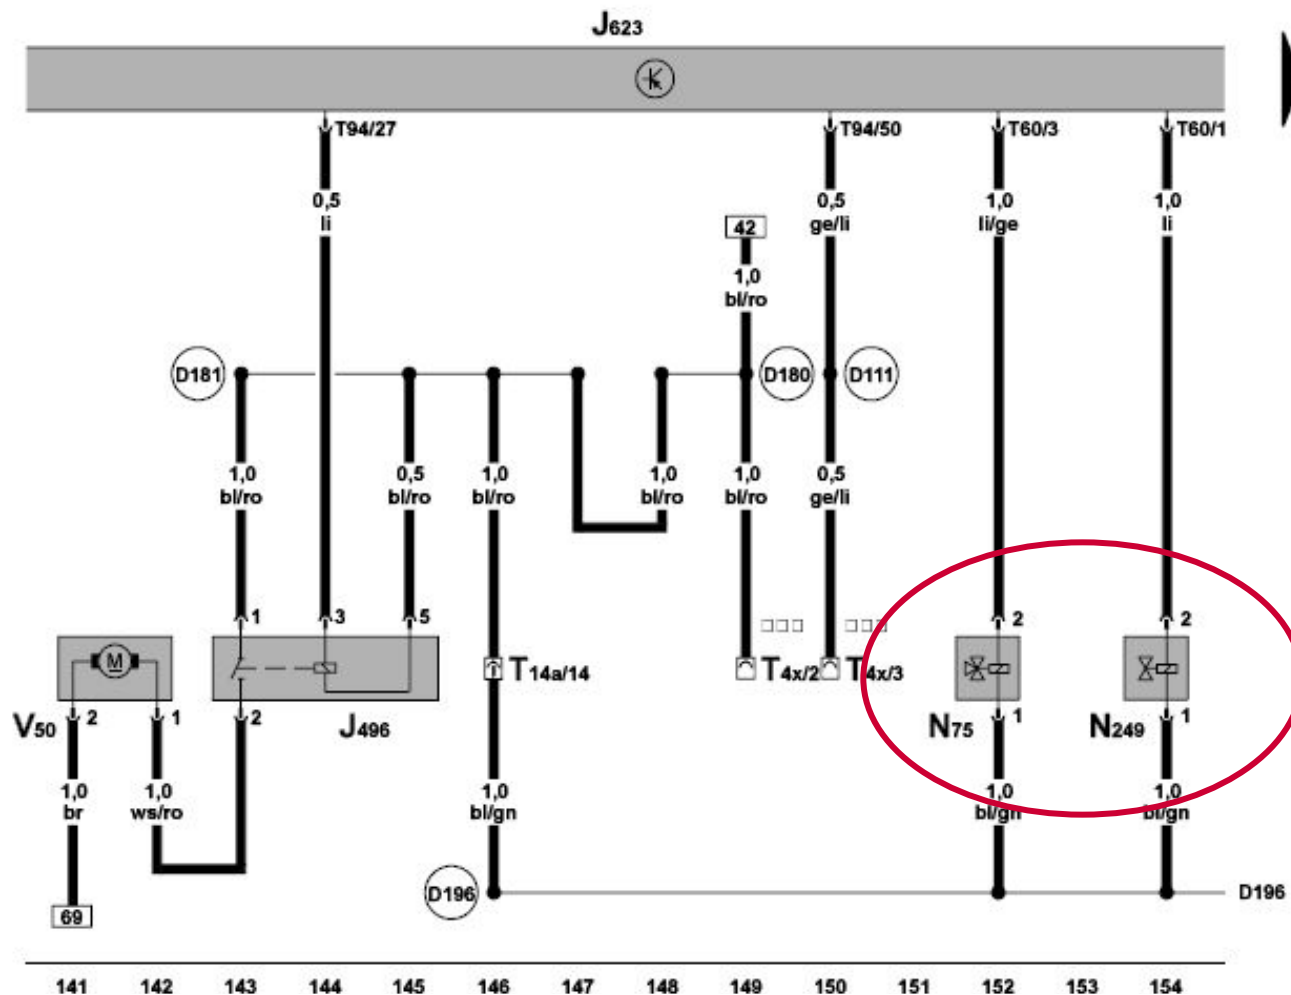 J623
T94/27 T94/50 T60/3 T60/1
0,5 0,5 1,0 1,0
li ge/li li/ge li
42
1,0
bl/ro
D181 D180 D111
1,0 0,5 1,0 1,0 1,0 0,5
bl/ro bl/ro bl/ro bl/ro bl/ro ge/li
1 3 5 2 2
M T14a/14 T4x/2 T4x/3
V50 2 1 2 J496 N75 1 N249 1
1,0 1,0 1,0 1,0 1,0
br ws/ro bl/gn bl/gn bl/gn
D196 D196
69
141 142 143 144 145 146 147 148 149 150 151 152 153 154